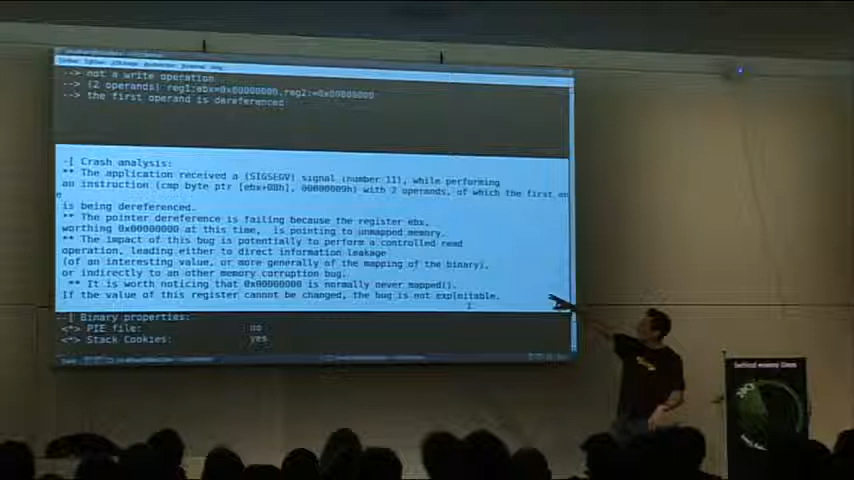 --> not a write operation
--> (2 operands) reg1:ebx=0x00000000,reg2:=0x00000000
--> the first operand is dereferenced
-[ Crash analysis:
** The application received a (SIGSEGV) signal (number 11), while performing
an instruction (cmp byte ptr [ebx+08h], 00000009h) with 2 operands, of which the first on
e
is being dereferenced.
** The pointer dereference is failing because the register ebx,
worthing 0x00000000 at this time, is pointing to unmapped memory.
** The impact of this bug is potentially to perform a controlled read
operation, leading either to direct information leakage
(of an interesting value, or more generally of the mapping of the binary),
or indirectly to an other memory corruption bug.
** It is worth noticing that 0x00000000 is normally never mapped().
If the value of this register cannot be changed, the bug is not exploitable.
-[ Binary properties:
<*> PIE file: no
<*> Stack Cookies: yes